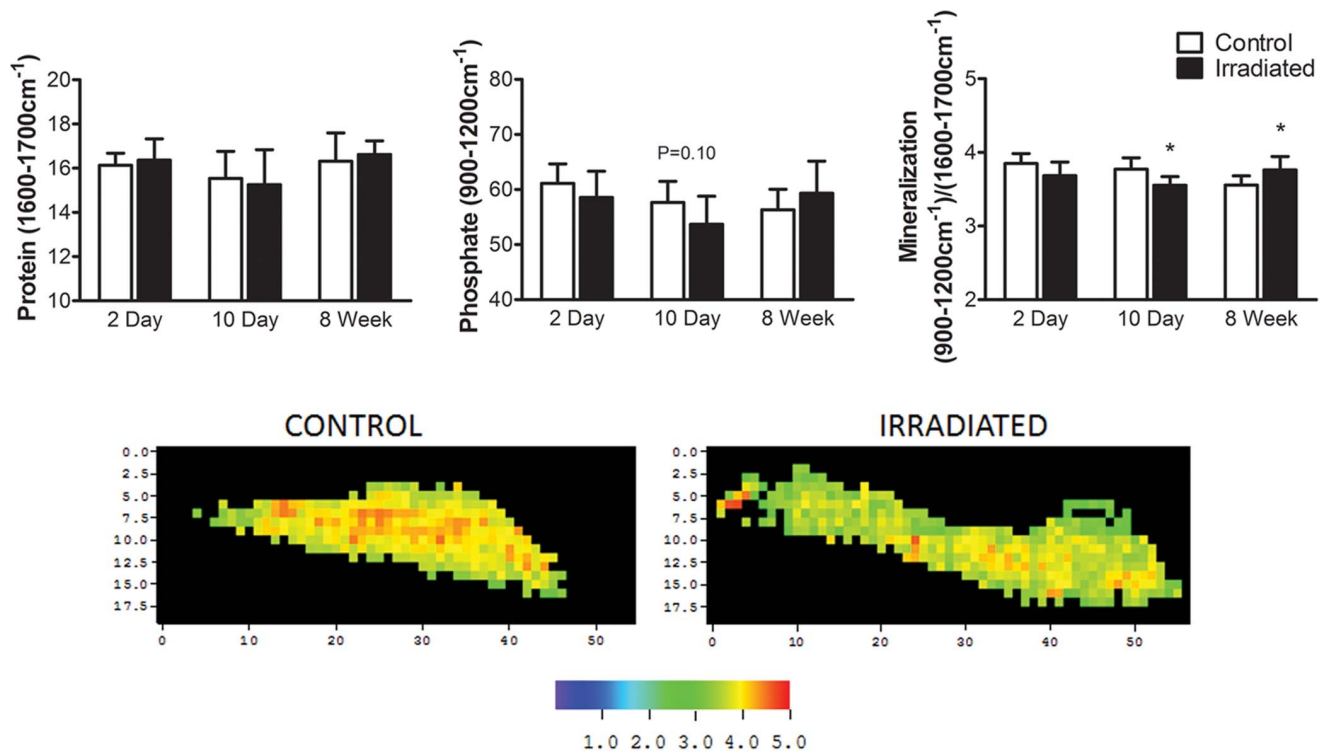 Protein (1600-1700cm⁻¹)
20
18
16
14
12
10
2 Day 10 Day 8 Week
Phosphate (900-1200cm⁻¹)
80
70
60
50
40
P=0.10
2 Day 10 Day 8 Week
Control
Irradiated
Mineralization
(900-1200cm⁻¹)/(1600-1700cm⁻¹)
5
4
3
2
* *
2 Day 10 Day 8 Week
CONTROL
0.0
2.5
5.0
7.5
10.0
12.5
15.0
17.5
0 10 20 30 40 50
IRRADIATED
0.0
2.5
5.0
7.5
10.0
12.5
15.0
17.5
0 10 20 30 40 50
1.0 2.0 3.0 4.0 5.0